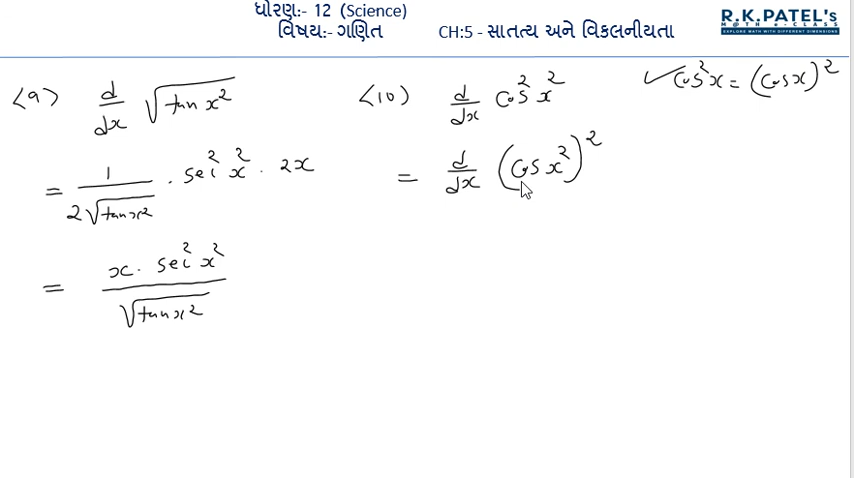 ધોરણ:- 12 (Science)
વિષય:- ગણિત
CH:5 - સાતત્ય અને વિકલનીયતા
R.K.PATEL's
M@TH E-CLASS
EXPLORE MATH WITH DIFFERENT DIMENSIONS
<9> d/dx √(tan x²)
= 1/(2√(tan x²)) · sec² x² · 2x
= x · sec² x² / √(tan x²)
<10> d/dx cos² x²
✓ cos² x = (cos x)²
= d/dx (cos x²)²